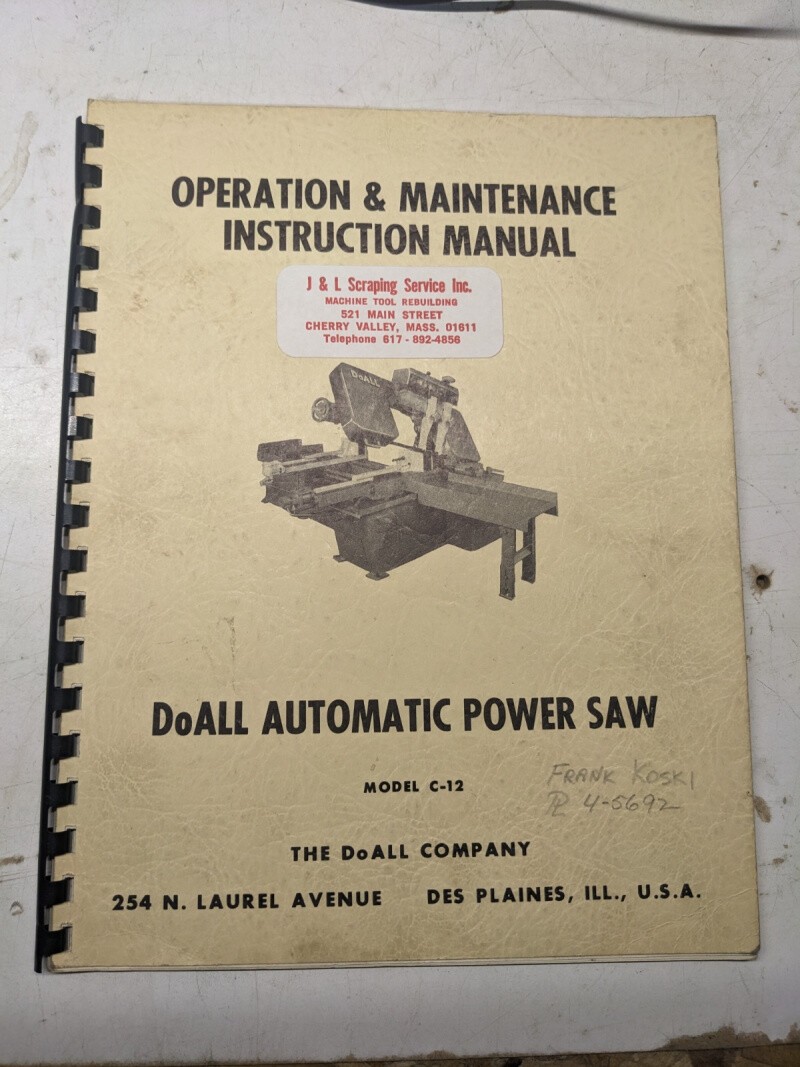 OPERATION & MAINTENANCE
INSTRUCTION MANUAL
J & L Scraping Service Inc.
MACHINE TOOL REBUILDING
521 MAIN STREET
CHERRY VALLEY, MASS. 01611
Telephone 617 - 892-4856
DoALL
DoALL AUTOMATIC POWER SAW
MODEL C-12
FRANK KOSKI
PL 4-5692
THE DoALL COMPANY
254 N. LAUREL AVENUE DES PLAINES, ILL., U.S.A.